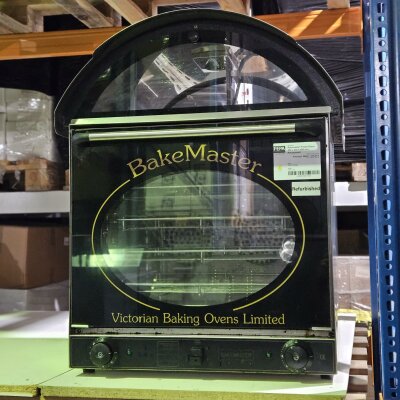 BakeMaster
Refurbished
Victorian Baking Ovens Limited